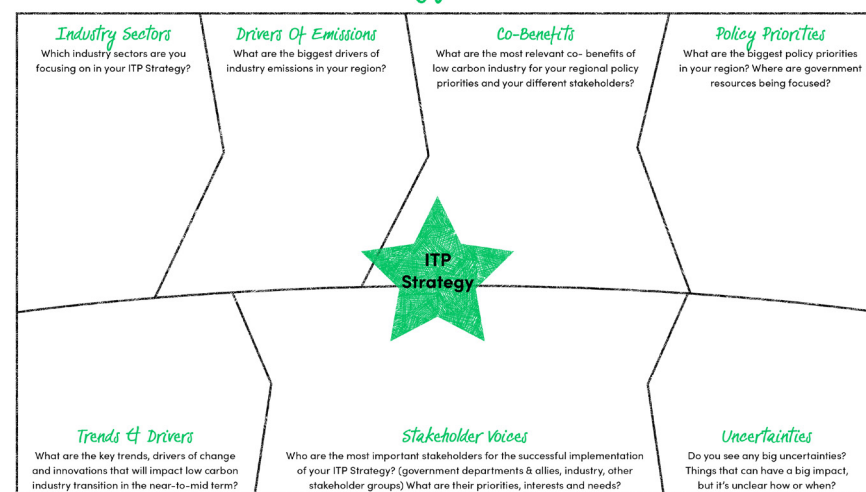 Industry Sectors
Which industry sectors are you
focusing on in your ITP Strategy?
Drivers Of Emissions
What are the biggest drivers of
industry emissions in your region?
Co-Benefits
What are the most relevant co- benefits of
low carbon industry for your regional policy
priorities and your different stakeholders?
Policy Priorities
What are the biggest policy priorities
in your region? Where are government
resources being focused?
ITP
Strategy
Trends & Drivers
What are the key trends, drivers of change
and innovations that will impact low carbon
industry transition in the near-to-mid term?
Stakeholder Voices
Who are the most important stakeholders for the successful implementation
of your ITP Strategy? (government departments & allies, industry, other
stakeholder groups) What are their priorities, interests and needs?
Uncertainties
Do you see any big uncertainties?
Things that can have a big impact,
but it's unclear how or when?